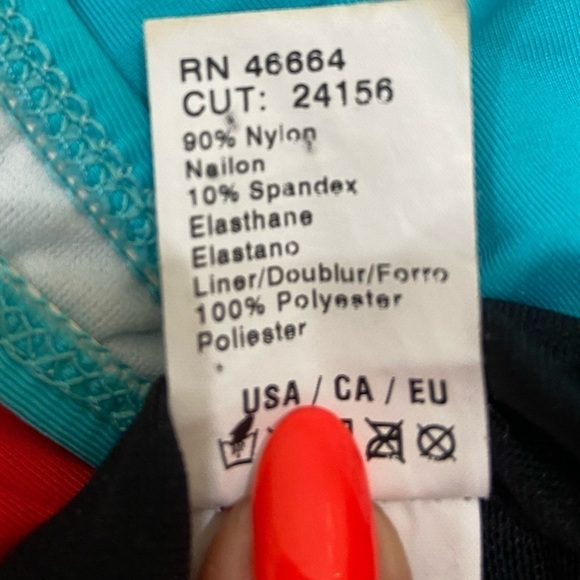 RN 46664
CUT: 24156
90% Nylon
Nailon
10% Spandex
Elasthane
Elastano
Liner/Doublur/Forro
100% Polyester
Poliester
USA / CA / EU